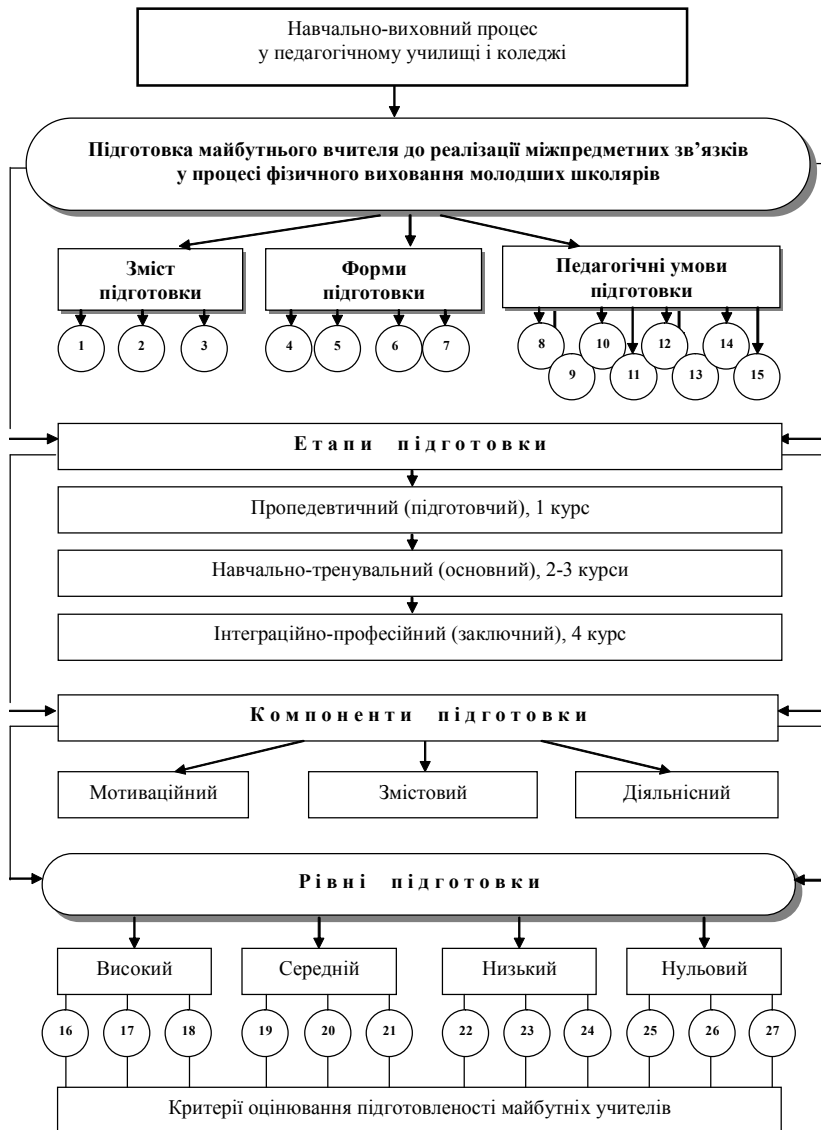 Навчально-виховний процес
у педагогічному училищі і коледжі
Підготовка майбутнього вчителя до реалізації міжпредметних зв’язків
у процесі фізичного виховання молодших школярів
Зміст
підготовки
Форми
підготовки
Педагогічні умови
підготовки
1 2 3 4 5 6 7 8 10 12 14
9 11 13 15
Етапи підготовки
Пропедевтичний (підготовчий), 1 курс
Навчально-тренувальний (основний), 2-3 курси
Інтеграційно-професійний (заключний), 4 курс
Компоненти підготовки
Мотиваційний Змістовий Діяльнісний
Рівні підготовки
Високий Середній Низький Нульовий
16 17 18 19 20 21 22 23 24 25 26 27
Критерії оцінювання підготовленості майбутніх учителів